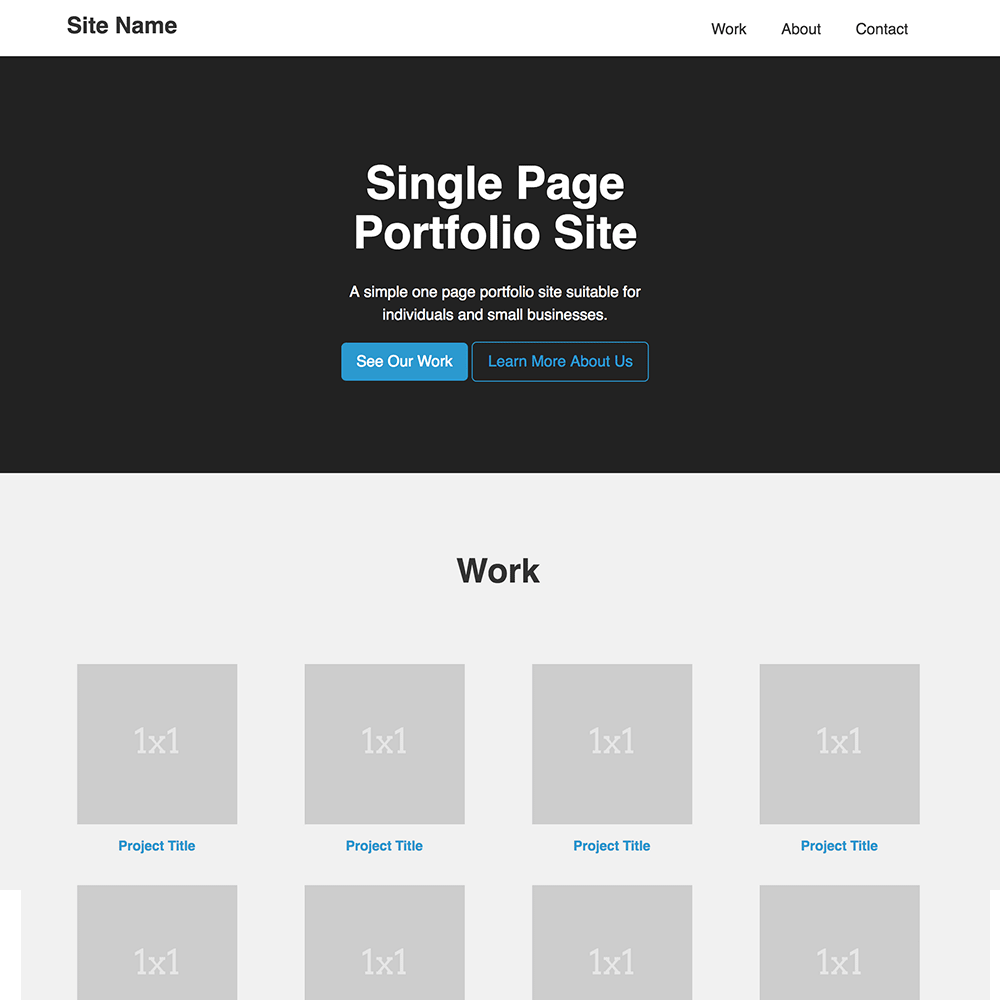 Site Name
Work About Contact
Single Page
Portfolio Site
A simple one page portfolio site suitable for
individuals and small businesses.
See Our Work Learn More About Us
Work
1x1 1x1 1x1 1x1
Project Title Project Title Project Title Project Title
1x1 1x1 1x1 1x1